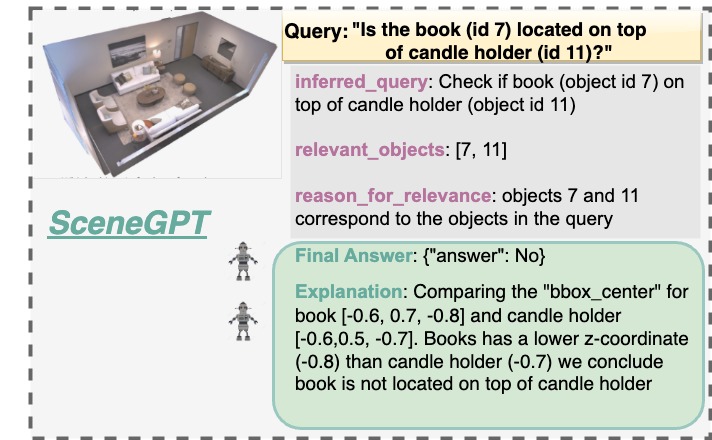 Query: "Is the book (id 7) located on top
of candle holder (id 11)?"
inferred_query: Check if book (object id 7) on
top of candle holder (object id 11)
relevant_objects: [7, 11]
reason_for_relevance: objects 7 and 11
correspond to the objects in the query
SceneGPT
Final Answer: {"answer": No}
Explanation: Comparing the "bbox_center" for
book [-0.6, 0.7, -0.8] and candle holder
[-0.6,0.5, -0.7]. Books has a lower z-coordinate
(-0.8) than candle holder (-0.7) we conclude
book is not located on top of candle holder